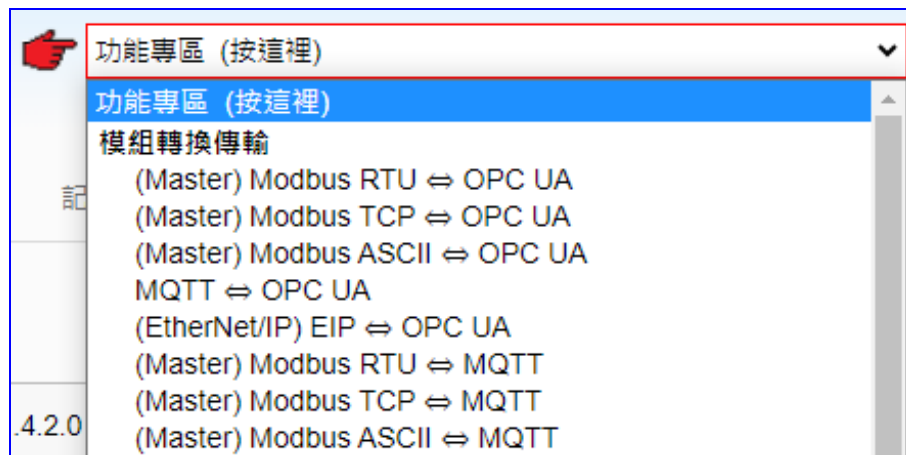 功能專區 (按這裡)
功能專區 (按這裡)
模組轉換傳輸
(Master) Modbus RTU ⇔ OPC UA
記
(Master) Modbus TCP ⇔ OPC UA
(Master) Modbus ASCII ⇔ OPC UA
MQTT ⇔ OPC UA
(EtherNet/IP) EIP ⇔ OPC UA
(Master) Modbus RTU ⇔ MQTT
(Master) Modbus TCP ⇔ MQTT
.4.2.0
(Master) Modbus ASCII ⇔ MQTT